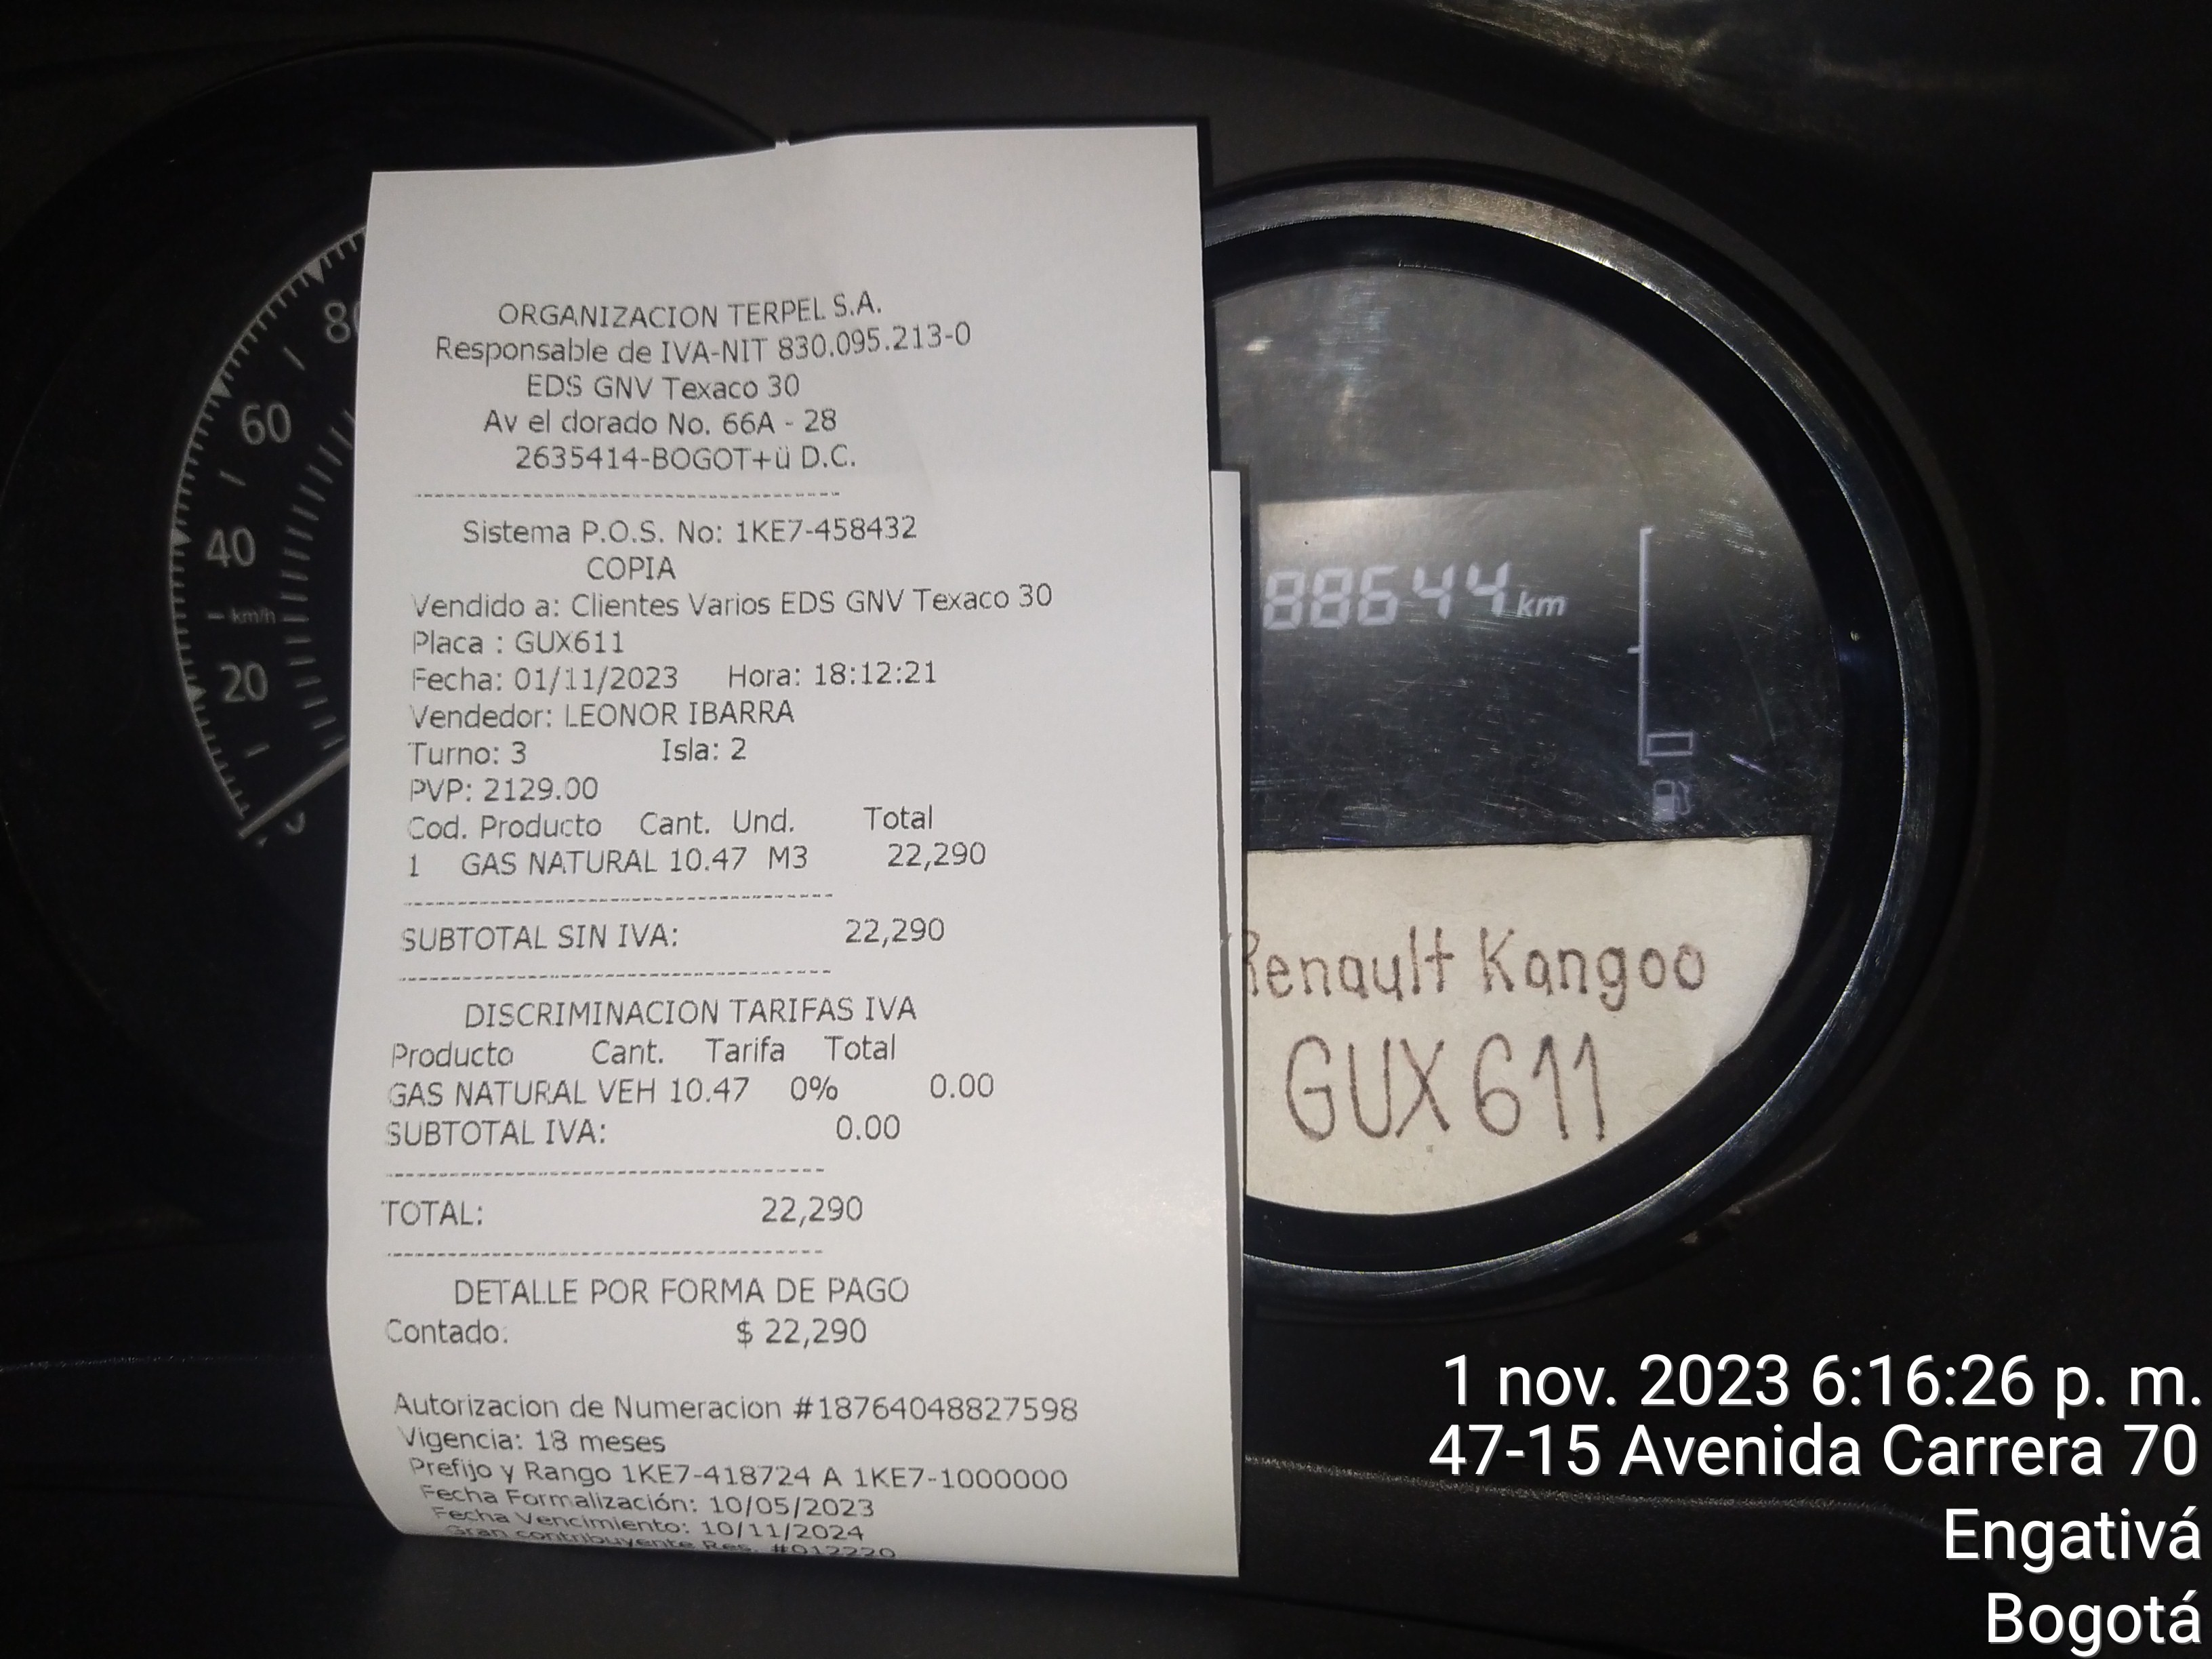 ORGANIZACION TERPEL S.A.
Responsable de IVA-NIT 830.095.213-0
EDS GNV Texaco 30
Av el dorado No. 66A - 28
2635414-BOGOT+ü D.C.
Sistema P.O.S. No: 1KE7-458432
COPIA
Vendido a: Clientes Varios EDS GNV Texaco 30
Placa : GUX611
Fecha: 01/11/2023 Hora: 18:12:21
Vendedor: LEONOR IBARRA
Turno: 3 Isla: 2
PVP: 2129.00
Cod. Producto Cant. Und. Total
1 GAS NATURAL 10.47 M3 22,290
SUBTOTAL SIN IVA: 22,290
DISCRIMINACION TARIFAS IVA
Producto Cant. Tarifa Total
GAS NATURAL VEH 10.47 0% 0.00
SUBTOTAL IVA: 0.00
TOTAL: 22,290
DETALLE POR FORMA DE PAGO
Contado: $ 22,290
Autorizacion de Numeracion #18764048827598
Vigencia: 18 meses
Prefijo y Rango 1KE7-418724 A 1KE7-1000000
Fecha Formalización: 10/05/2023
Fecha Vencimiento: 10/11/2024
Gran contribuyente Res. #012220
60
40
km/h
20
88644 km
Renault Kangoo
GUX 611
1 nov. 2023 6:16:26 p. m.
47-15 Avenida Carrera 70
Engativá
Bogotá